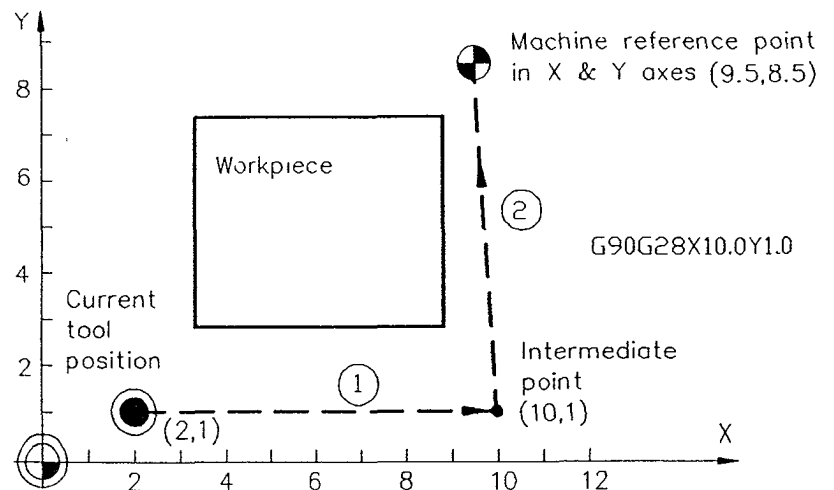 Y
Machine reference point
in X & Y axes (9.5,8.5)
8
Workpiece
6
2
G90G28X10.0Y1.0
4
Current
tool
position
Intermediate
point
(10,1)
2
1
(2,1)
X
2
4
6
8
10
12